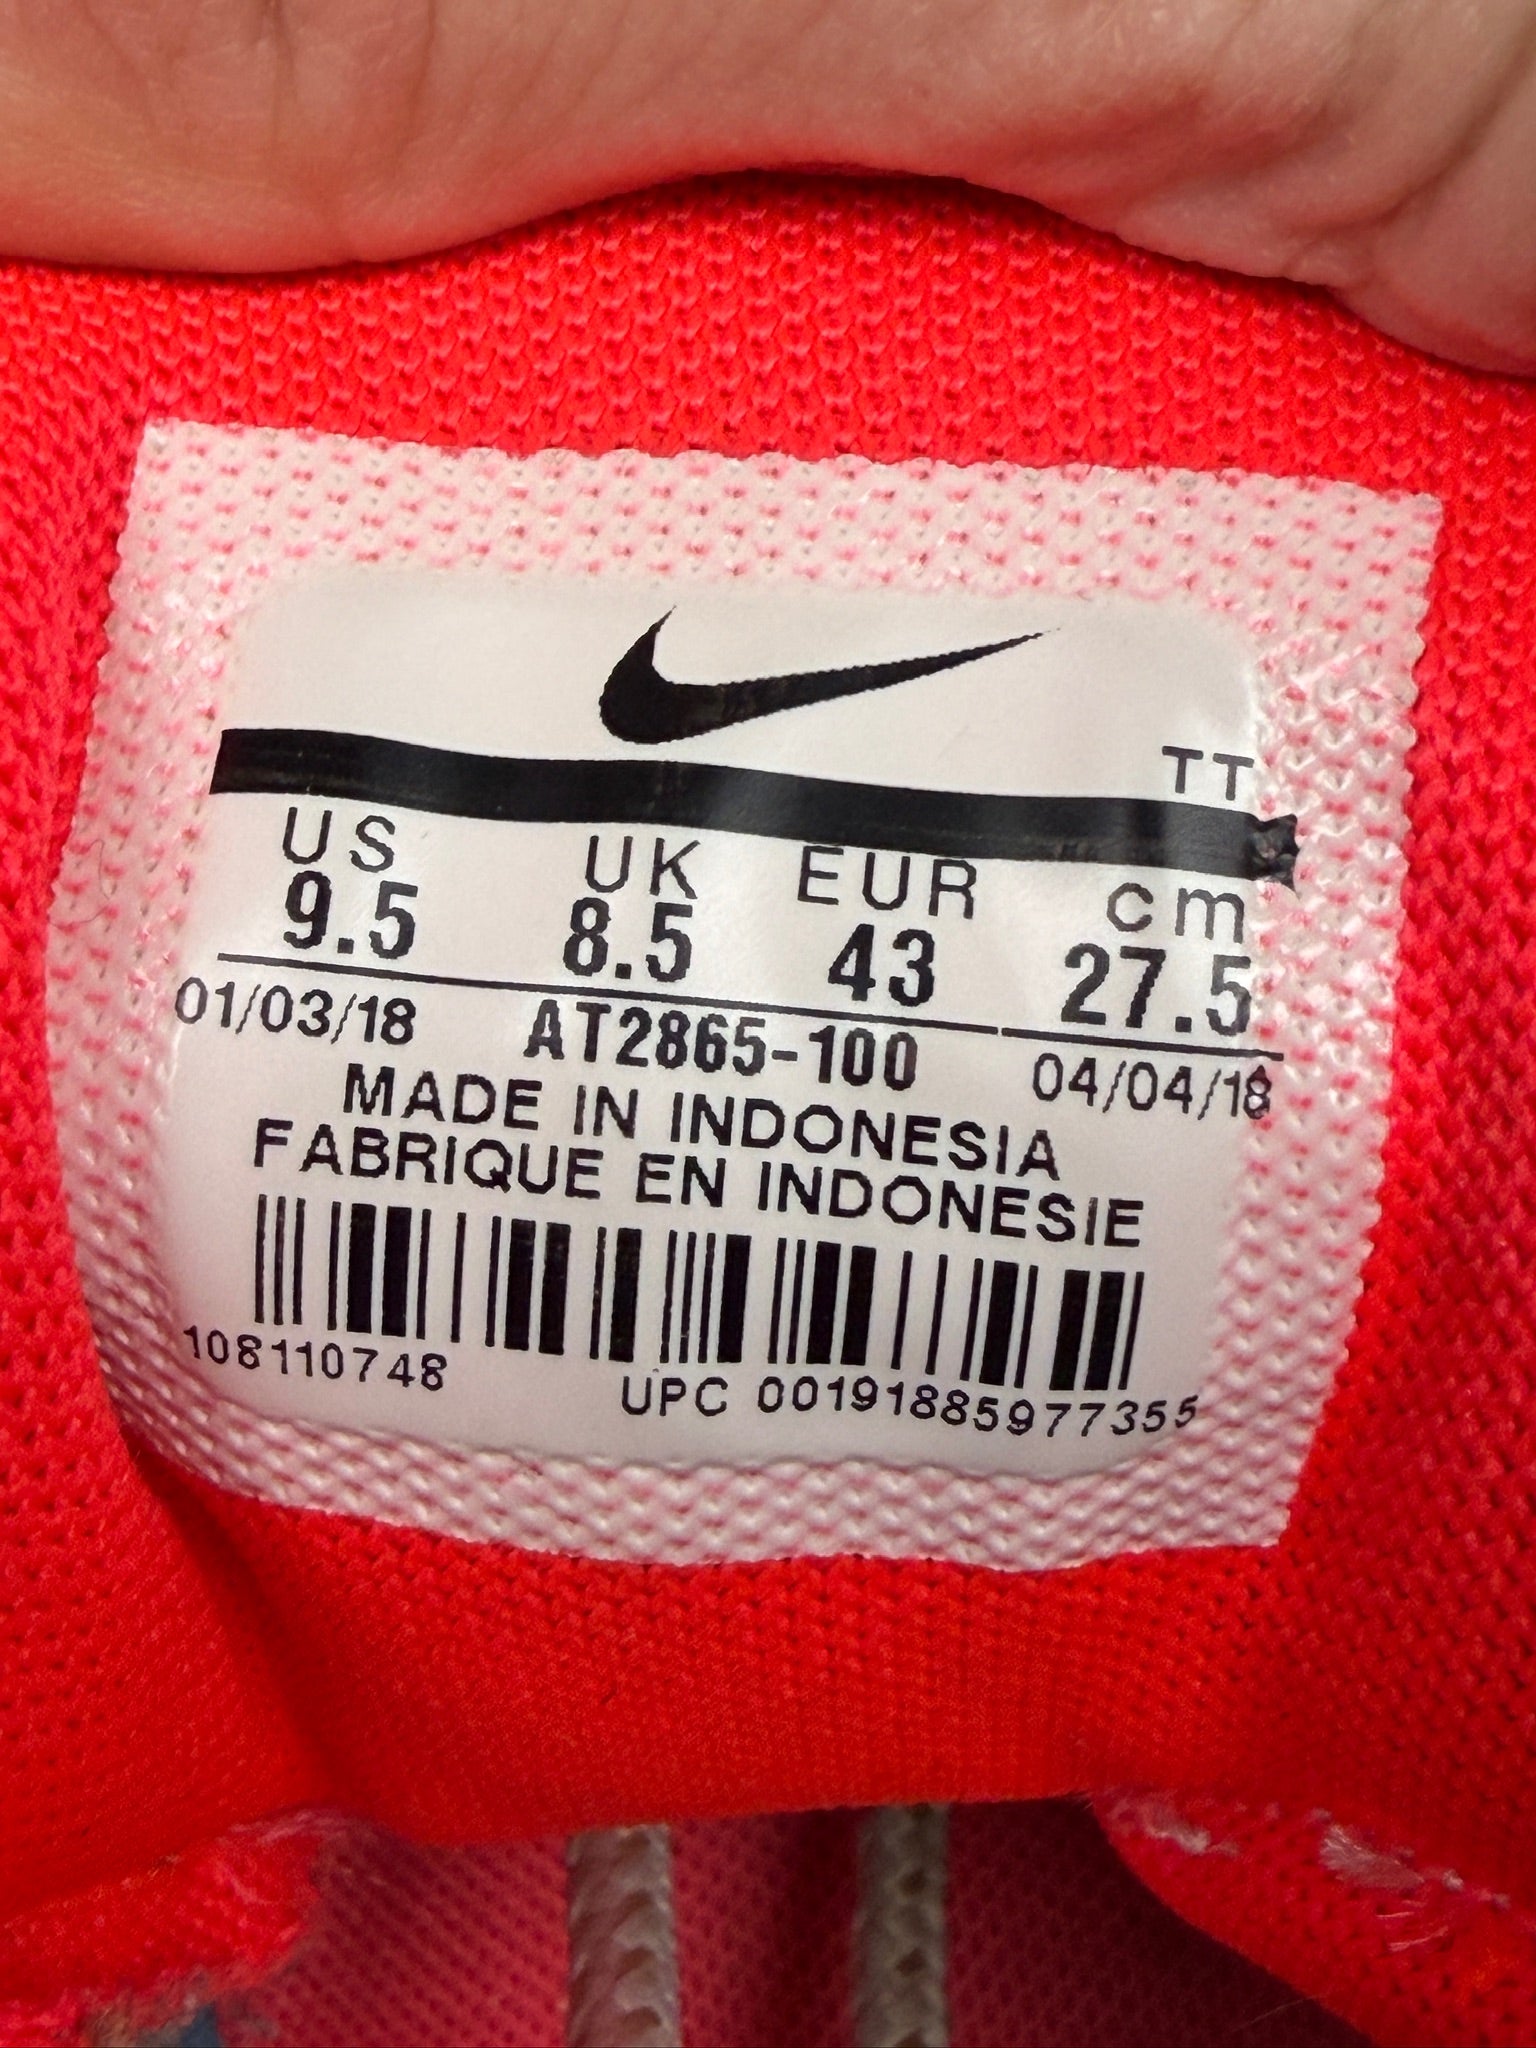 TT
US UK EUR cm
9.5 8.5 43 27.5
01/03/18 AT2865-100 04/04/18
MADE IN INDONESIA
FABRIQUE EN INDONESIE
108110748 UPC 00191885977355